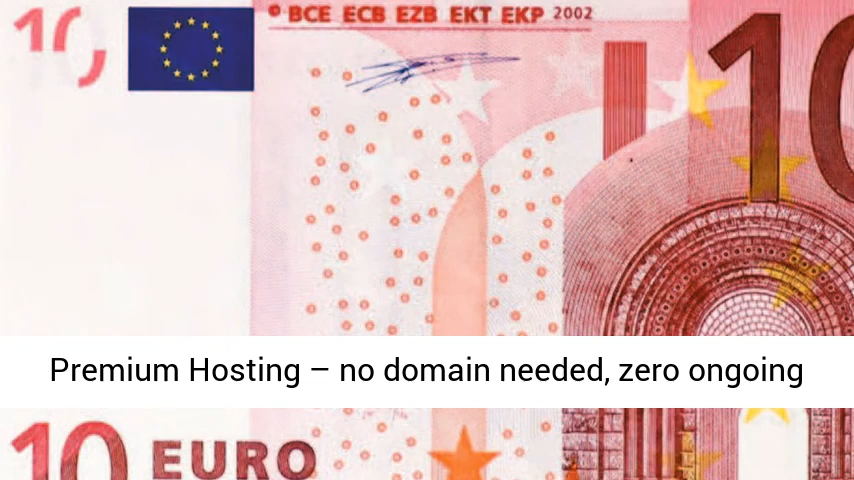 10
© BCE ECB EZB EKT EKP 2002
10
Premium Hosting – no domain needed, zero ongoing
10 EURO